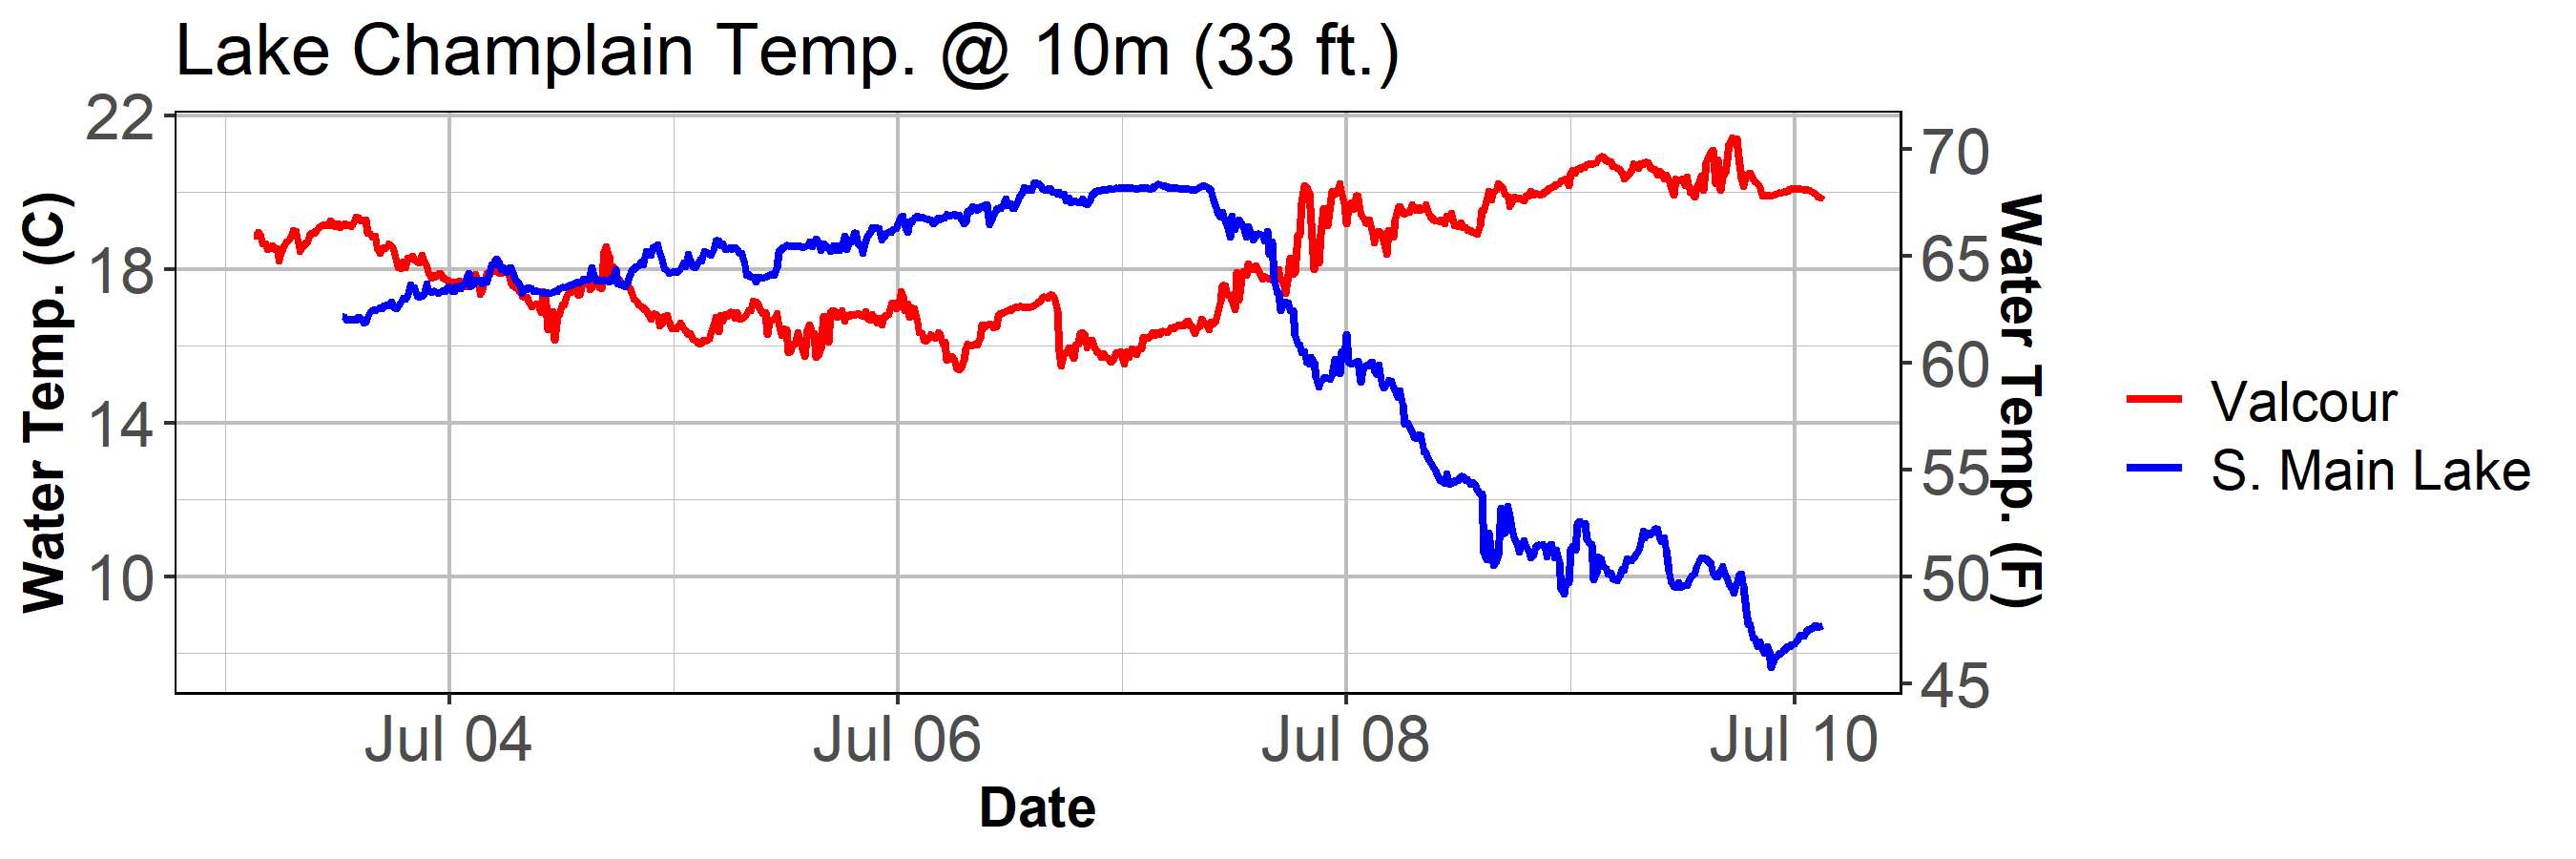 Lake Champlain Temp. @ 10m (33 ft.)
Water Temp. (C)
22
18
14
10
70
65
60
55
50
45
Water Temp. (F)
Jul 04
Jul 06
Jul 08
Jul 10
Date
Valcour
S. Main Lake